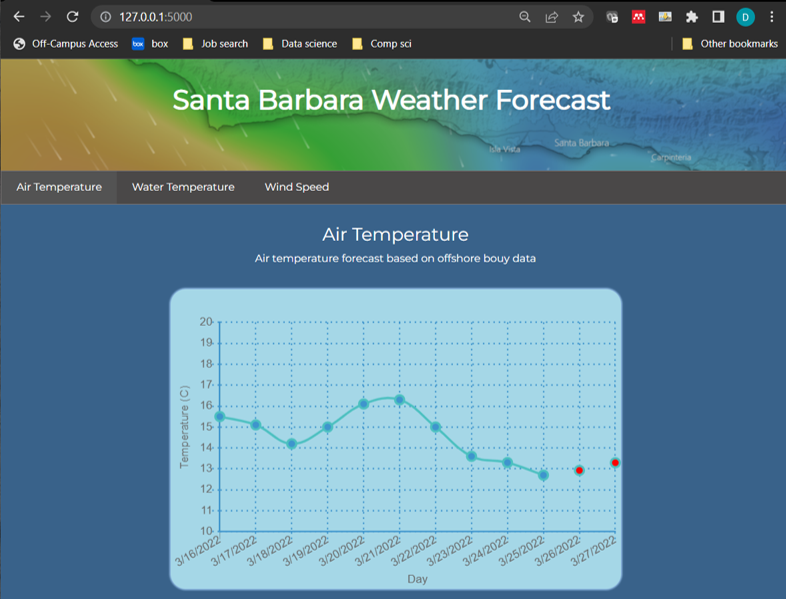 127.0.0.1:5000
D
Off-Campus Access
box
box
Job search
Data science
Comp sci
Other bookmarks
Santa Barbara Weather Forecast
Isla Vista
Santa Barbara
Carpinteria
Air Temperature
Water Temperature
Wind Speed
Air Temperature
Air temperature forecast based on offshore bouy data
20
19
18
17
16
15
14
13
12
11
10
Temperature (C)
3/16/2022
3/17/2022
3/18/2022
3/19/2022
3/20/2022
3/21/2022
3/22/2022
3/23/2022
3/24/2022
3/25/2022
3/26/2022
3/27/2022
Day